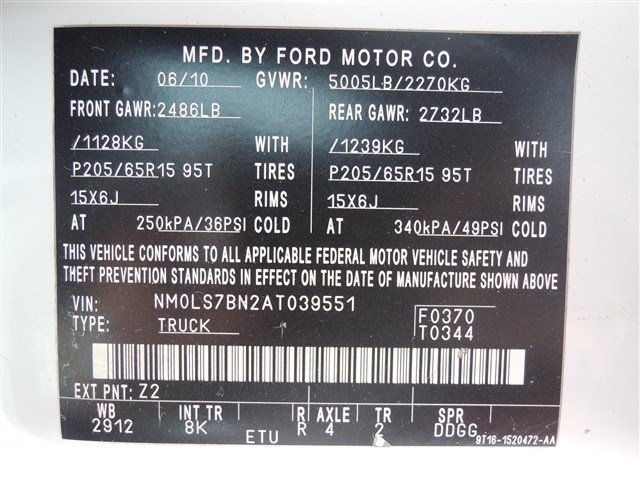 MFD. BY FORD MOTOR CO.
DATE: 06/10 GVWR: 5005LB/2270KG
FRONT GAWR: 2486LB REAR GAWR: 2732LB
/1128KG WITH /1239KG WITH
P205/65R15 95T TIRES P205/65R15 95T TIRES
15X6J RIMS 15X6J RIMS
AT 250kPA/36PSI COLD AT 340kPA/49PSI COLD
THIS VEHICLE CONFORMS TO ALL APPLICABLE FEDERAL MOTOR VEHICLE SAFETY AND
THEFT PREVENTION STANDARDS IN EFFECT ON THE DATE OF MANUFACTURE SHOWN ABOVE
VIN: NM0LS7BN2AT039551
TYPE: TRUCK
F0370
T0344
EXT PNT: Z2
WB INT TR R AXLE TR SPR
2912 8K R 4 2 DDGG
ETU 9T16-1520472-AA